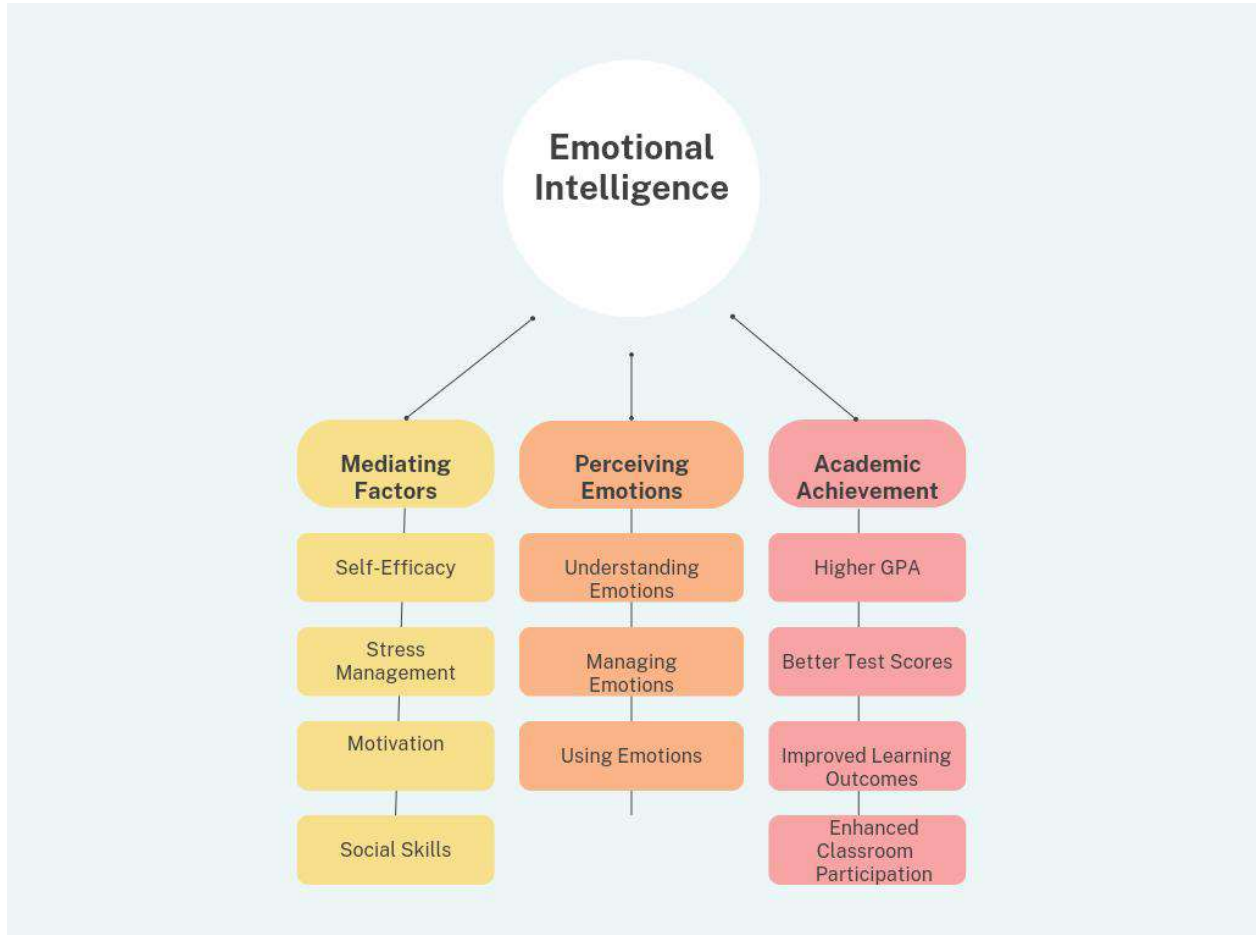 Emotional
Intelligence
Mediating
Factors
Self-Efficacy
Stress
Management
Motivation
Social Skills
Perceiving
Emotions
Understanding
Emotions
Managing
Emotions
Using Emotions
Academic
Achievement
Higher GPA
Better Test Scores
Improved Learning
Outcomes
Enhanced
Classroom
Participation